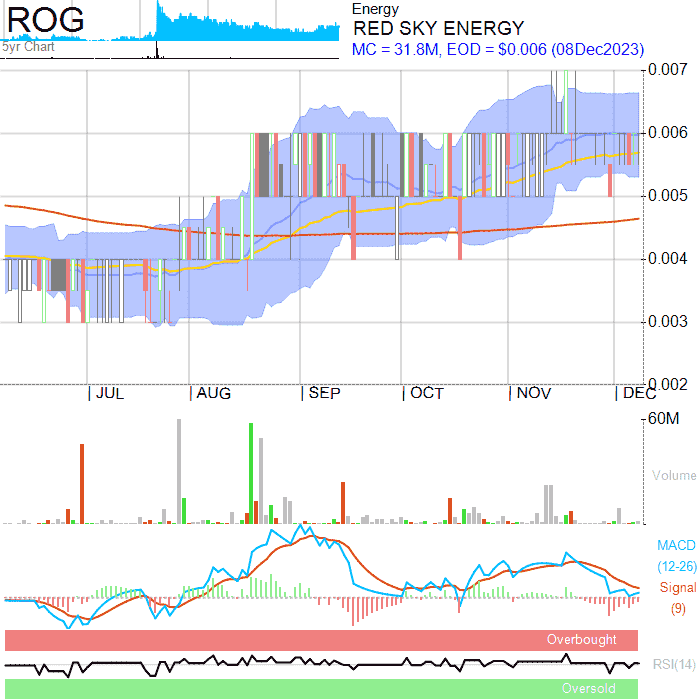 ROG
5yr Chart
Energy
RED SKY ENERGY
MC = 31.8M, EOD = $0.006 (08Dec2023)
0.007
0.006
0.005
0.004
0.003
0.002
JUL AUG SEP OCT NOV DEC
60M
Volume
MACD
(12-26)
Signal
(9)
Overbought
RSI(14)
Oversold